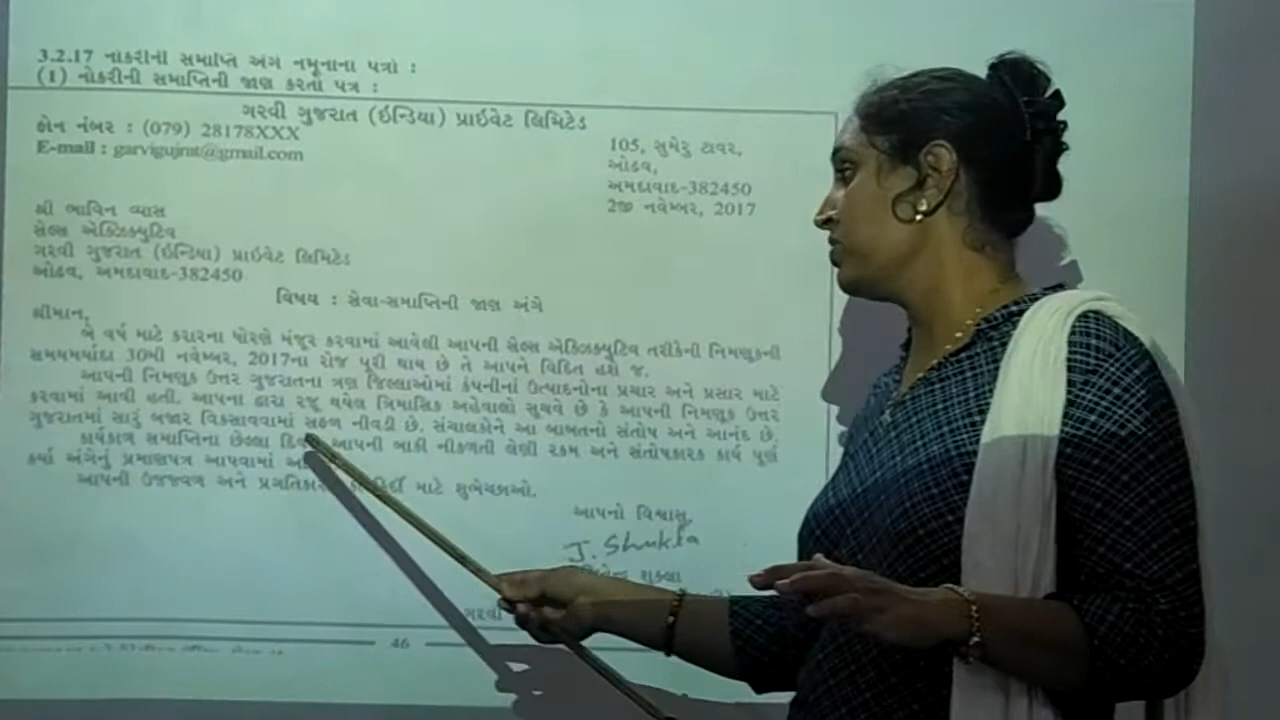 3.2.17 નોકરીની સમાપ્તિ અંગે નમૂનાના પત્રો :
(1) નોકરીની સમાપ્તિની જાણ કરતો પત્ર :
ગરવી ગુજરાત (ઇન્ડિયા) પ્રાઈવેટ લિમિટેડ
ફોન નંબર : (079) 28178XXX
E-mail : garvigujrat@gmail.com
105, સુમેરુ ટાવર,
ઓઢવ,
અમદાવાદ-382450
2જી નવેમ્બર, 2017
શ્રી ભાવિન વ્યાસ
સેલ્સ એક્ઝિક્યુટિવ
ગરવી ગુજરાત (ઇન્ડિયા) પ્રાઈવેટ લિમિટેડ
ઓઢવ, અમદાવાદ-382450
વિષય : સેવા-સમાપ્તિની જાણ અંગે
શ્રીમાન,
બે વર્ષ માટે કરારના ધોરણે મંજૂર કરવામાં આવેલી આપની સેલ્સ એક્ઝિક્યુટિવ તરીકેની નિમણૂકની
સમયમર્યાદા 30મી નવેમ્બર, 2017ના રોજ પૂરી થાય છે તે આપને વિદિત હશે જ.
આપની નિમણૂક ઉત્તર ગુજરાતના ત્રણ જિલ્લાઓમાં કંપનીનાં ઉત્પાદનોના પ્રચાર અને પ્રસાર માટે
કરવામાં આવી હતી. આપના દ્વારા રજૂ થયેલ ત્રિમાસિક અહેવાલો સૂચવે છે કે આપની નિમણૂક ઉત્તર
ગુજરાતમાં સારું બજાર વિકસાવવામાં સફળ નીવડી છે. સંચાલકોને આ બાબતનો સંતોષ અને આનંદ છે.
કાર્યકાળ સમાપ્તિના છેલ્લા આપની બાકી નીકળતી લેણી રકમ અને સંતોષકારક કાર્ય પૂર્ણ
કર્યા અંગેનું પ્રમાણપત્ર આપવામાં
આપની ઉજ્જવળ અને માટે શુભેચ્છાઓ.
આપનો વિશ્વાસુ,
J. Shukla
શુક્લા
ગરવી
46